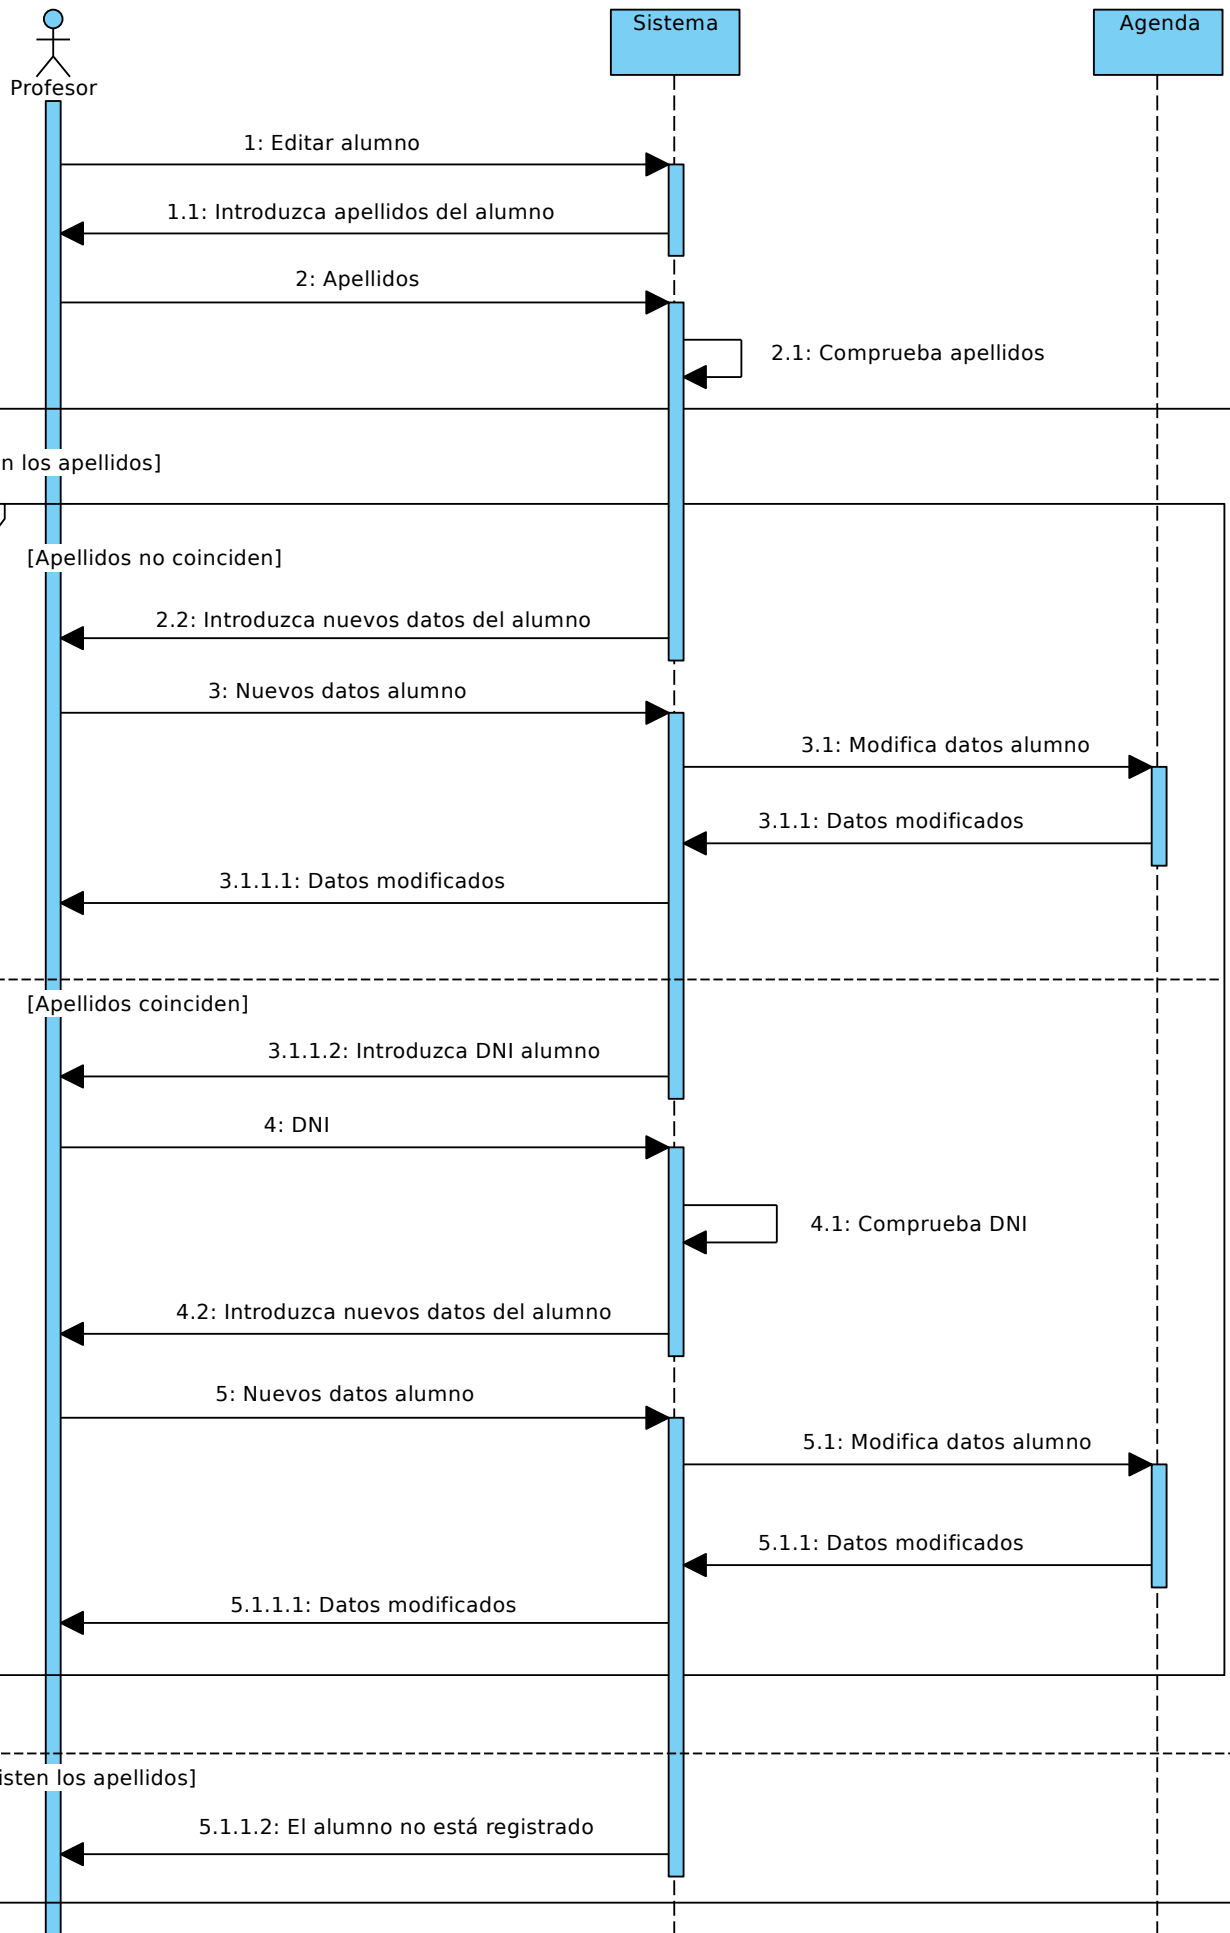 Profesor
Sistema
Agenda
1: Editar alumno
1.1: Introduzca apellidos del alumno
2: Apellidos
2.1: Comprueba apellidos
n los apellidos]
[Apellidos no coinciden]
2.2: Introduzca nuevos datos del alumno
3: Nuevos datos alumno
3.1: Modifica datos alumno
3.1.1: Datos modificados
3.1.1.1: Datos modificados
[Apellidos coinciden]
3.1.1.2: Introduzca DNI alumno
4: DNI
4.1: Comprueba DNI
4.2: Introduzca nuevos datos del alumno
5: Nuevos datos alumno
5.1: Modifica datos alumno
5.1.1: Datos modificados
5.1.1.1: Datos modificados
isten los apellidos]
5.1.1.2: El alumno no está registrado